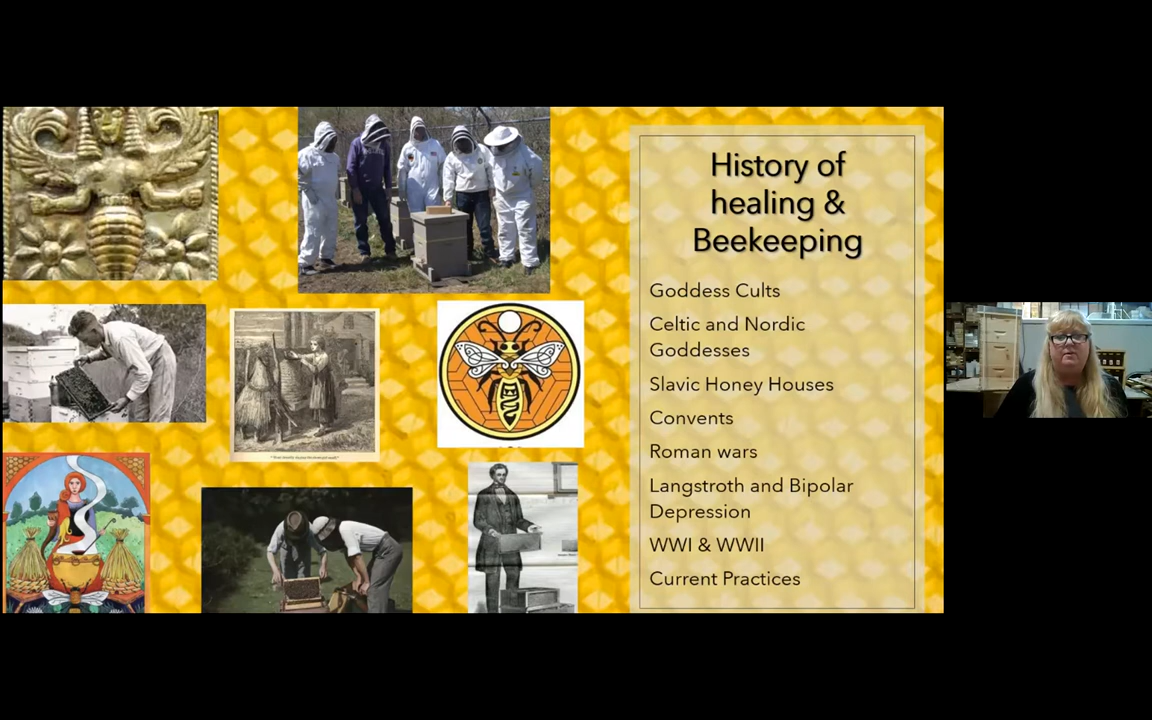 History of
healing &
Beekeeping
Goddess Cults
Celtic and Nordic
Goddesses
Slavic Honey Houses
Convents
Roman wars
Langstroth and Bipolar
Depression
WWI & WWII
Current Practices